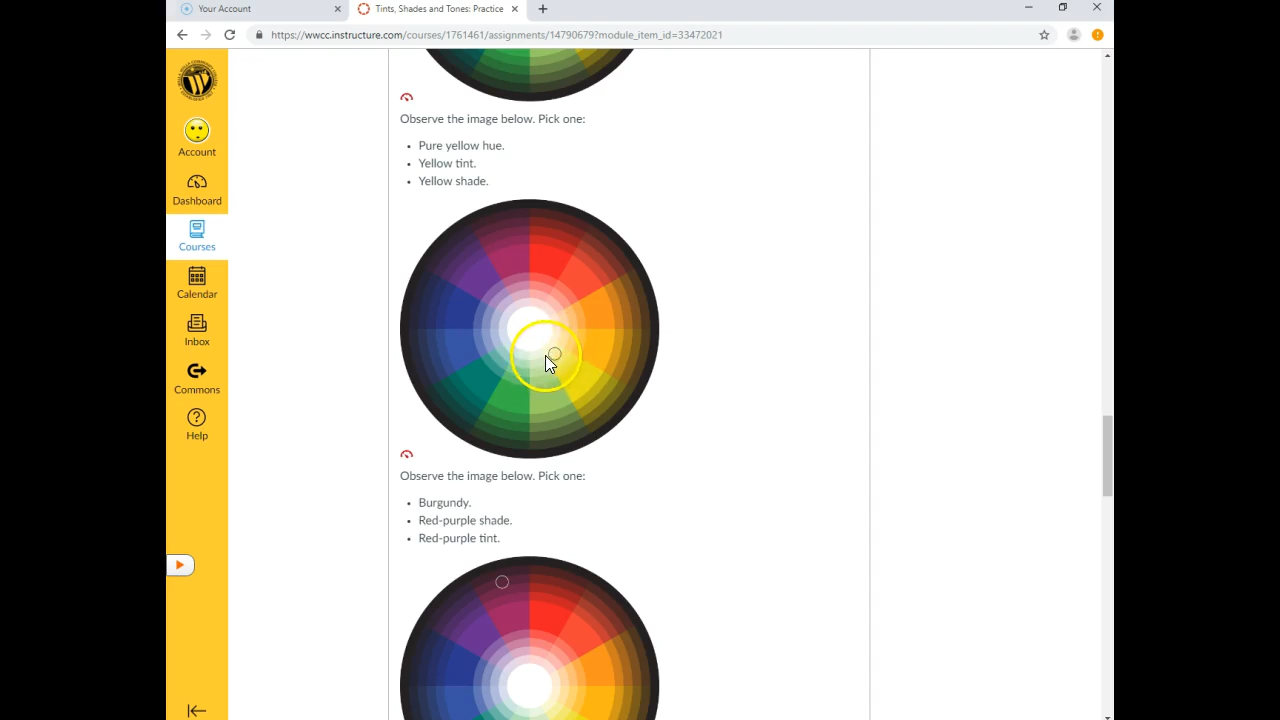 Your Account
Tints, Shades and Tones: Practice
https://wwcc.instructure.com/courses/1761461/assignments/14790679?module_item_id=33472021
Account
Dashboard
Courses
Calendar
Inbox
Commons
Help
Observe the image below. Pick one:
Pure yellow hue.
Yellow tint.
Yellow shade.
Observe the image below. Pick one:
Burgundy.
Red-purple shade.
Red-purple tint.